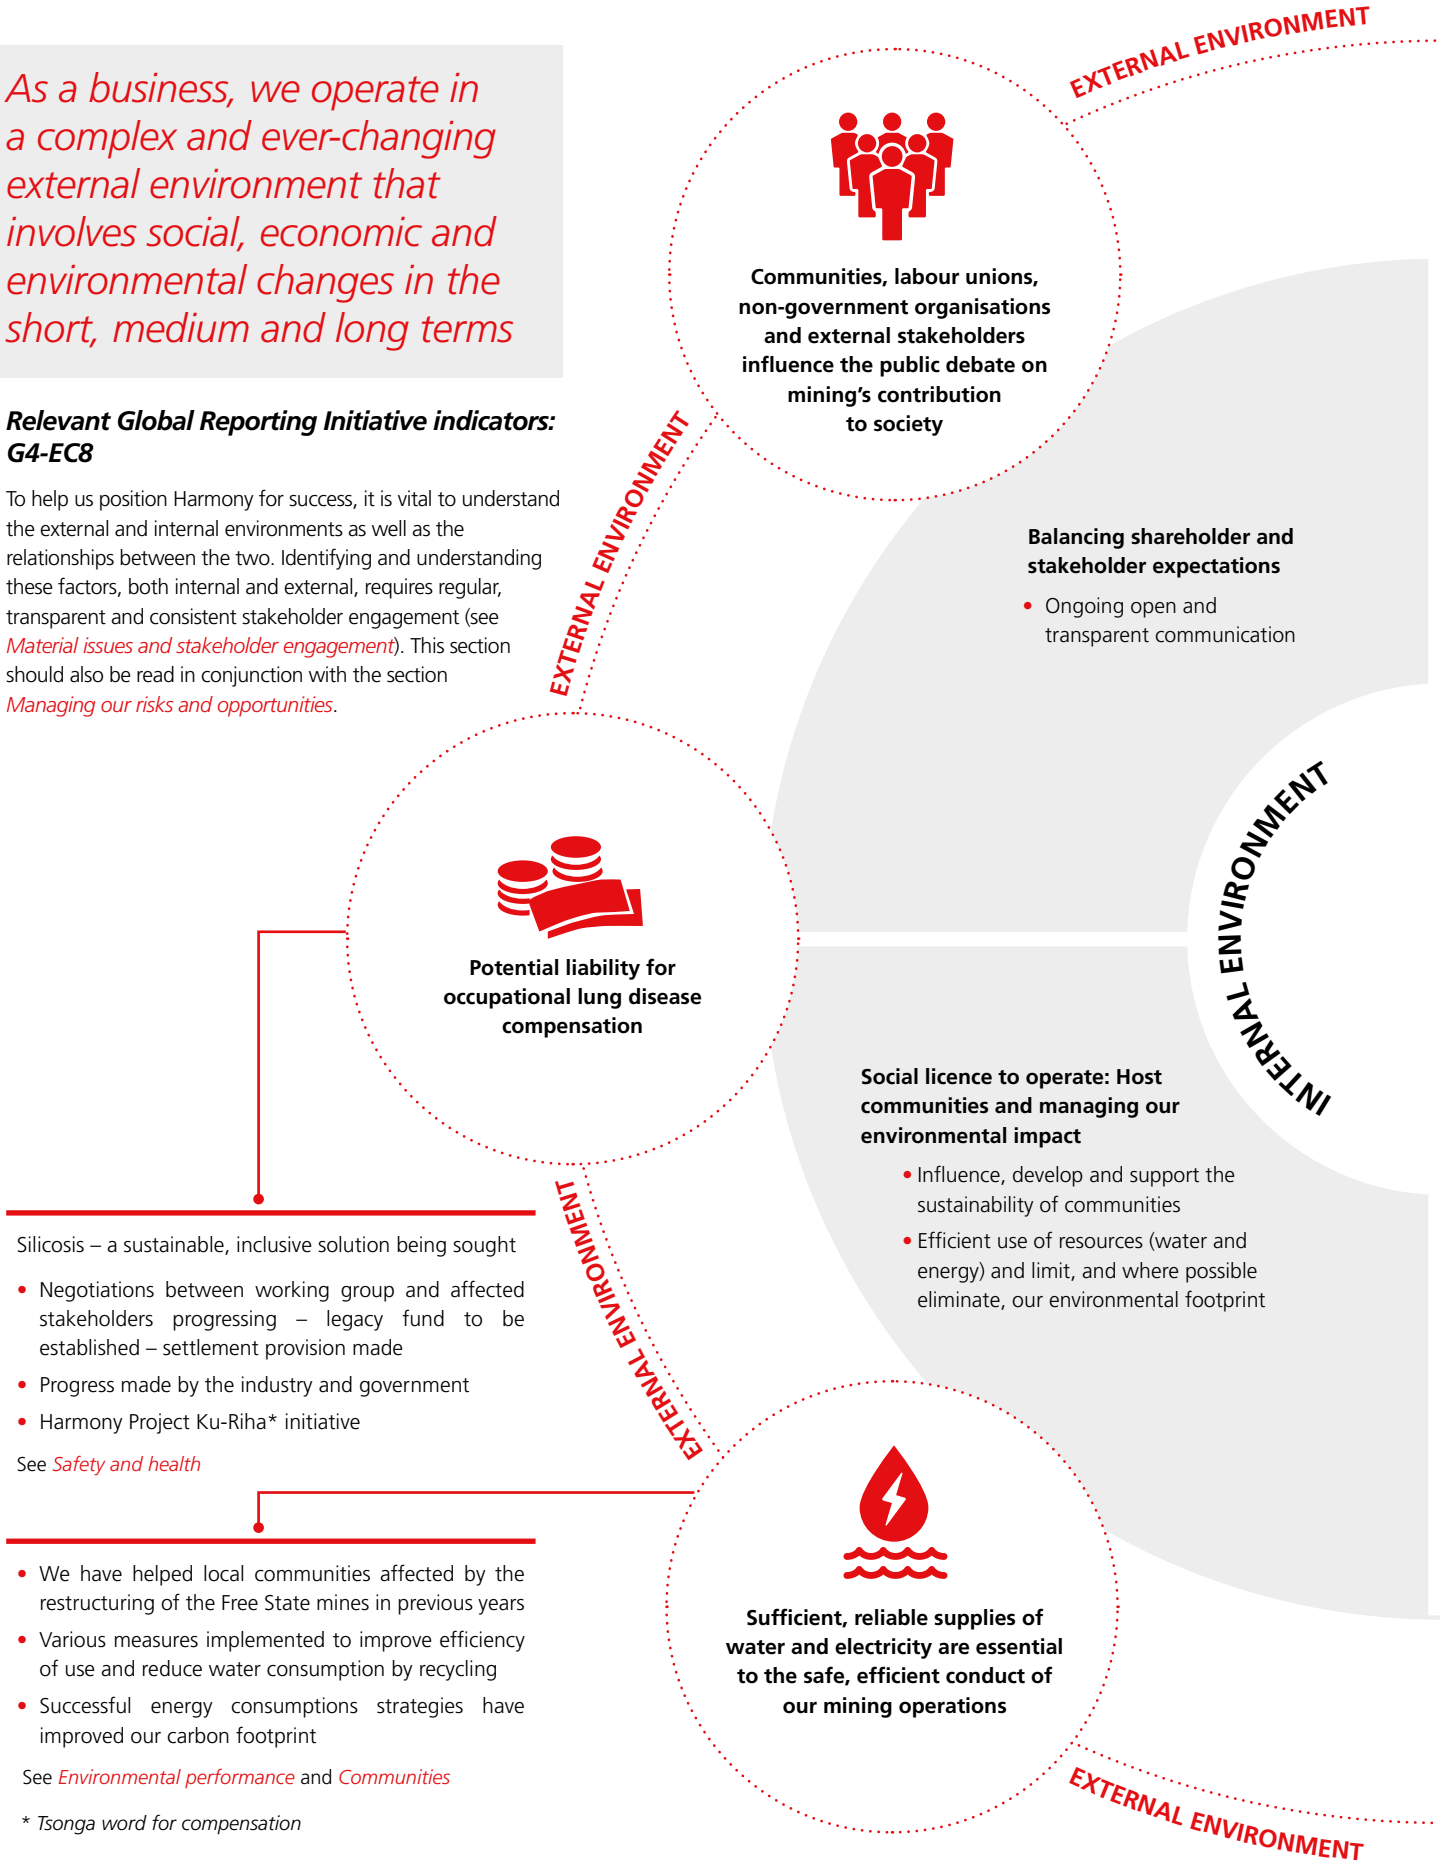 EXTERNAL ENVIRONMENT
As a business, we operate in
a complex and ever-changing
external environment that
involves social, economic and
environmental changes in the
short, medium and long terms
Relevant Global Reporting Initiative indicators:
G4-EC8
To help us position Harmony for success, it is vital to understand
the external and internal environments as well as the
relationships between the two. Identifying and understanding
these factors, both internal and external, requires regular,
transparent and consistent stakeholder engagement (see
Material issues and stakeholder engagement). This section
should also be read in conjunction with the section
Managing our risks and opportunities.
Communities, labour unions,
non-government organisations
and external stakeholders
influence the public debate on
mining’s contribution
to society
EXTERNAL ENVIRONMENT
Balancing shareholder and
stakeholder expectations
• Ongoing open and
transparent communication
INTERNAL ENVIRONMENT
Potential liability for
occupational lung disease
compensation
Social licence to operate: Host
communities and managing our
environmental impact
• Influence, develop and support the
sustainability of communities
• Efficient use of resources (water and
energy) and limit, and where possible
eliminate, our environmental footprint
EXTERNAL ENVIRONMENT
Silicosis – a sustainable, inclusive solution being sought
• Negotiations between working group and affected
stakeholders progressing – legacy fund to be
established – settlement provision made
• Progress made by the industry and government
• Harmony Project Ku-Riha* initiative
See Safety and health
Sufficient, reliable supplies of
water and electricity are essential
to the safe, efficient conduct of
our mining operations
• We have helped local communities affected by the
restructuring of the Free State mines in previous years
• Various measures implemented to improve efficiency
of use and reduce water consumption by recycling
• Successful energy consumptions strategies have
improved our carbon footprint
See Environmental performance and Communities
* Tsonga word for compensation
EXTERNAL ENVIRONMENT